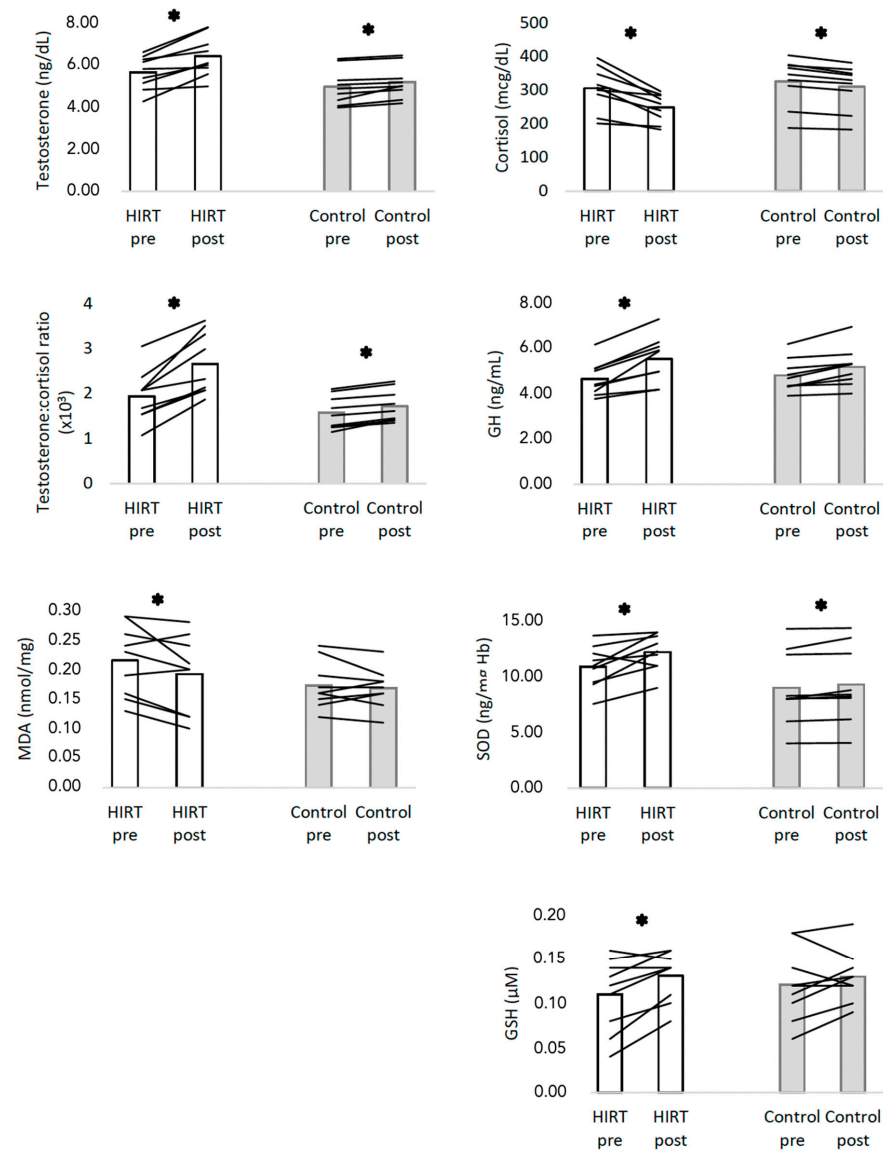 Testosterone (ng/dL)
8.00
6.00
4.00
2.00
0.00
✱
✱
HIRT pre
HIRT post
Control pre
Control post
Cortisol (mcg/dL)
500
400
300
200
100
0
✱
✱
HIRT pre
HIRT post
Control pre
Control post
Testosterone:cortisol ratio
(x10³)
4
3
2
1
0
✱
✱
HIRT pre
HIRT post
Control pre
Control post
GH (ng/mL)
8.00
6.00
4.00
2.00
0.00
✱
HIRT pre
HIRT post
Control pre
Control post
MDA (nmol/mg)
0.30
0.25
0.20
0.15
0.10
0.05
0.00
✱
HIRT pre
HIRT post
Control pre
Control post
SOD (ng/mg Hb)
15.00
10.00
5.00
0.00
✱
✱
HIRT pre
HIRT post
Control pre
Control post
GSH (µM)
0.20
0.15
0.10
0.05
0.00
✱
HIRT pre
HIRT post
Control pre
Control post